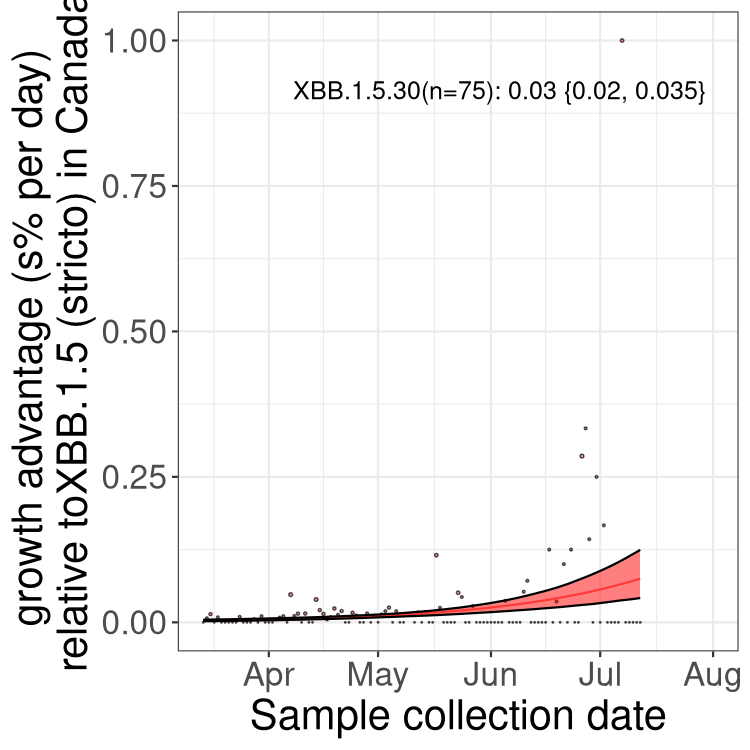 growth advantage (s% per day)
relative toXBB.1.5 (stricto) in Canada
1.00
0.75
0.50
0.25
0.00
XBB.1.5.30(n=75): 0.03 {0.02, 0.035}
Apr May Jun Jul Aug
Sample collection date